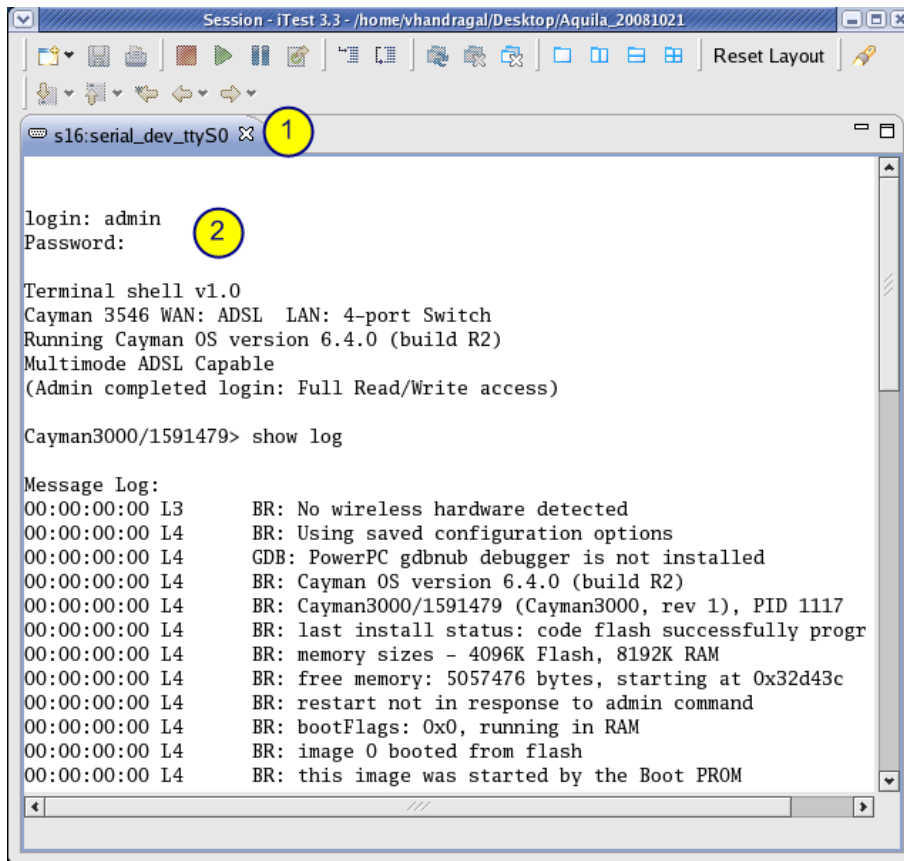 Session - iTest 3.3 - /home/vhandragal/Desktop/Aquila_20081021
Reset Layout
s16:serial_dev_ttyS0
1
login: admin
2
Password:
Terminal shell v1.0
Cayman 3546 WAN: ADSL  LAN: 4-port Switch
Running Cayman OS version 6.4.0 (build R2)
Multimode ADSL Capable
(Admin completed login: Full Read/Write access)
Cayman3000/1591479> show log
Message Log:
00:00:00:00 L3       BR: No wireless hardware detected
00:00:00:00 L4       BR: Using saved configuration options
00:00:00:00 L4       GDB: PowerPC gdbnub debugger is not installed
00:00:00:00 L4       BR: Cayman OS version 6.4.0 (build R2)
00:00:00:00 L4       BR: Cayman3000/1591479 (Cayman3000, rev 1), PID 1117
00:00:00:00 L4       BR: last install status: code flash successfully progr
00:00:00:00 L4       BR: memory sizes - 4096K Flash, 8192K RAM
00:00:00:00 L4       BR: free memory: 5057476 bytes, starting at 0x32d43c
00:00:00:00 L4       BR: restart not in response to admin command
00:00:00:00 L4       BR: bootFlags: 0x0, running in RAM
00:00:00:00 L4       BR: image 0 booted from flash
00:00:00:00 L4       BR: this image was started by the Boot PROM